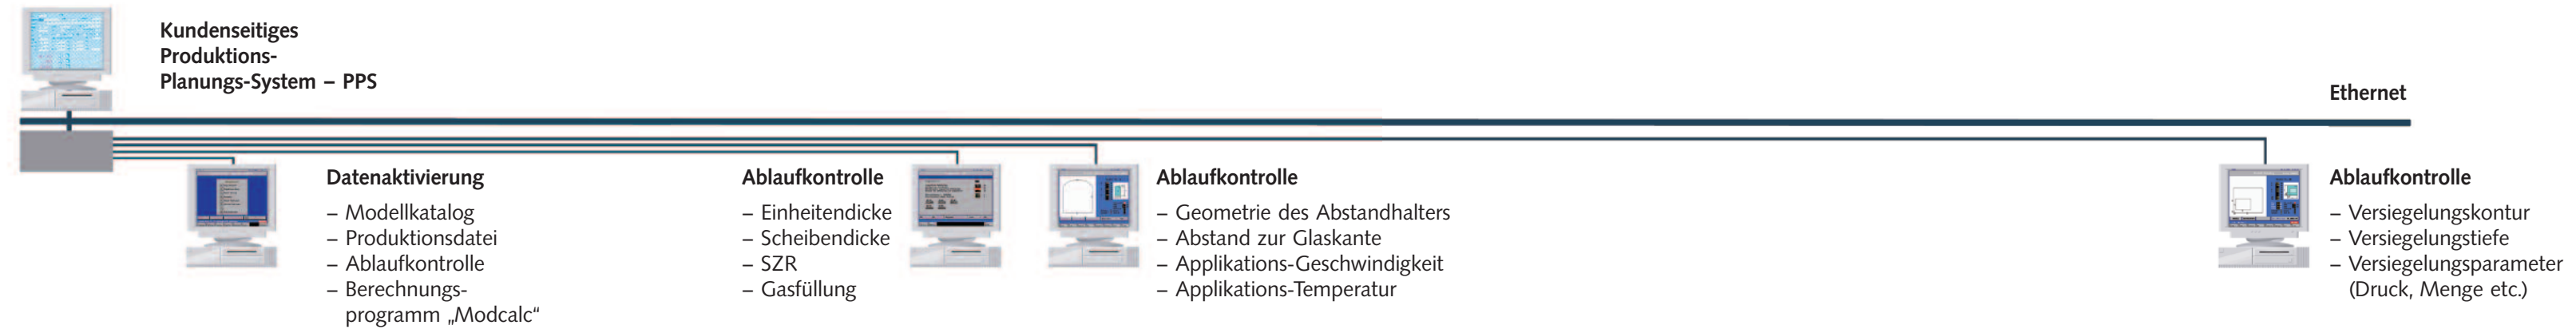 Kundenseitiges
Produktions-
Planungs-System – PPS
Ethernet
Datenaktivierung
– Modellkatalog
– Produktionsdatei
– Ablaufkontrolle
– Berechnungs-
programm „Modcalc“
Ablaufkontrolle
– Einheitendicke
– Scheibendicke
– SZR
– Gasfüllung
Ablaufkontrolle
– Geometrie des Abstandhalters
– Abstand zur Glaskante
– Applikations-Geschwindigkeit
– Applikations-Temperatur
Ablaufkontrolle
– Versiegelungskontur
– Versiegelungstiefe
– Versiegelungsparameter
(Druck, Menge etc.)